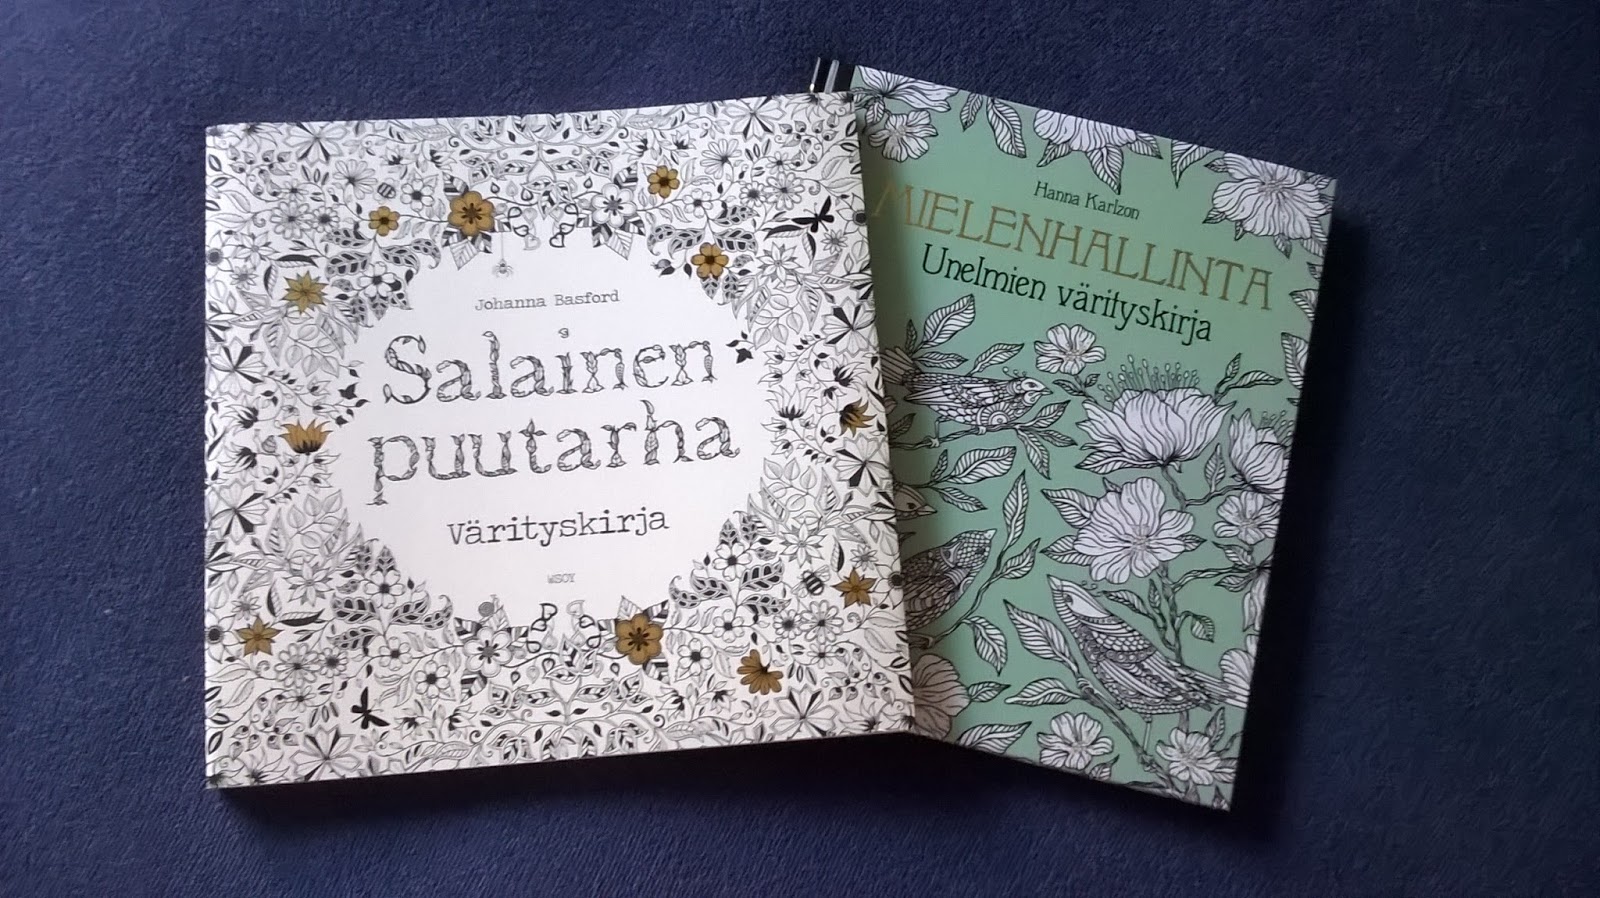 Johanna Basford
Salainen
puutarha
Värityskirja
WSOY
Hanna Karlzon
MIELENHALLINTA
Unelmien värityskirja